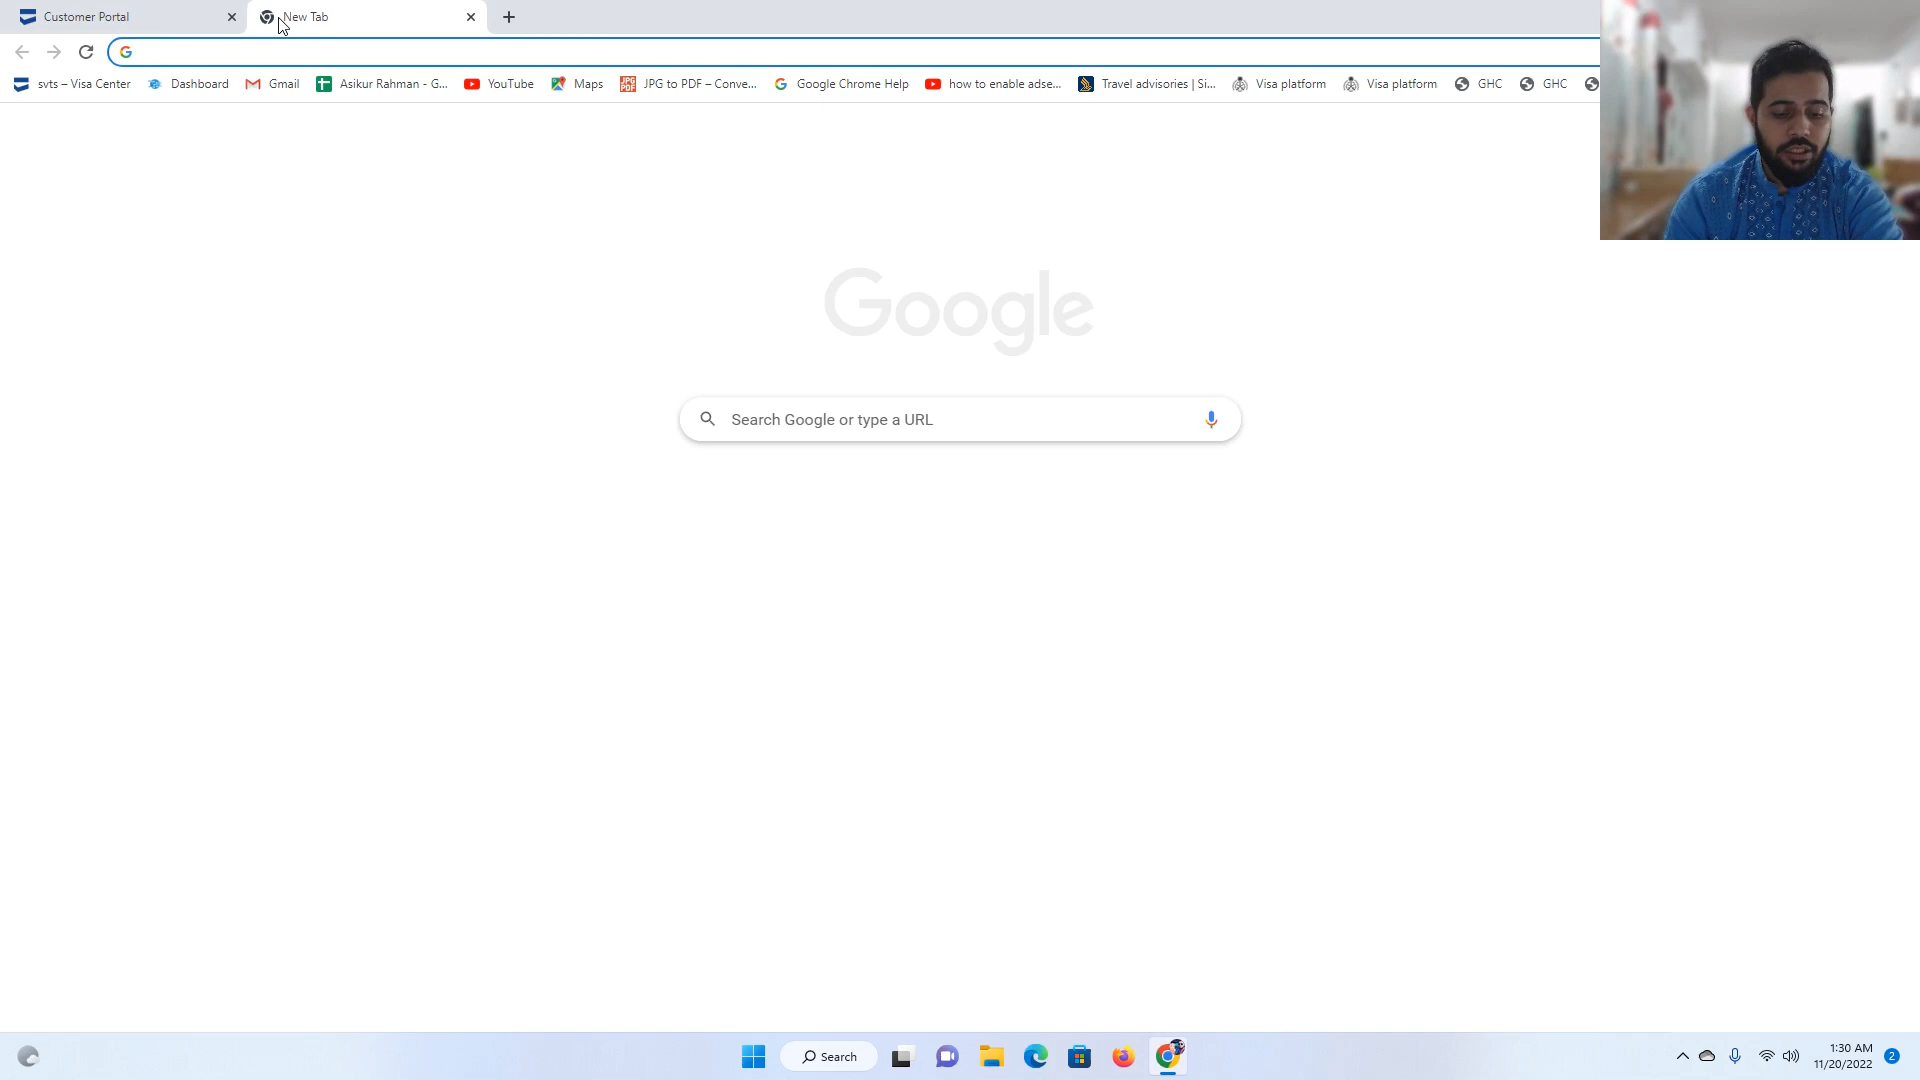 Customer Portal
New Tab
svts – Visa Center
Dashboard
Gmail
Asikur Rahman - G...
YouTube
Maps
JPG to PDF – Conve...
Google Chrome Help
how to enable adse...
Travel advisories | Si...
Visa platform
Visa platform
GHC
GHC
Google
Search Google or type a URL
Search
1:30 AM
11/20/2022
2